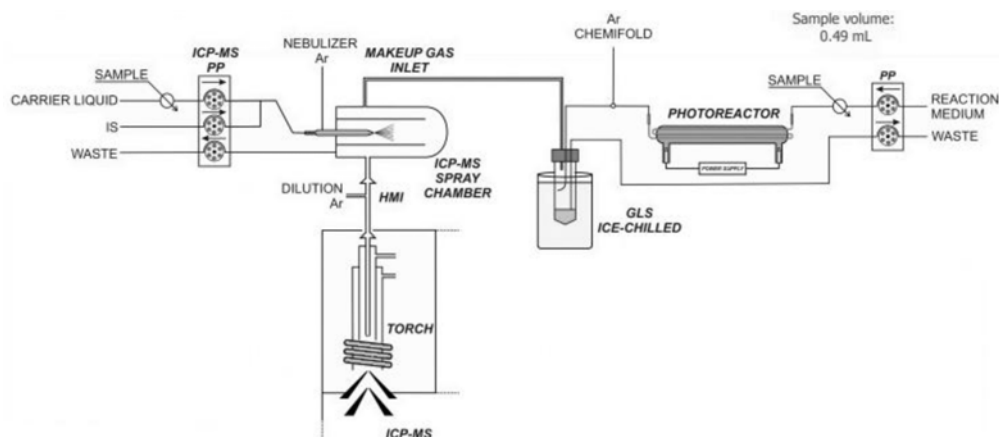 Ar
CHEMIFOLD
Sample volume:
0.49 mL
NEBULIZER
Ar
MAKEUP GAS
INLET
ICP-MS
PP
SAMPLE
CARRIER LIQUID
IS
WASTE
ICP-MS
SPRAY
CHAMBER
DILUTION
Ar
HMI
TORCH
ICP-MS
PHOTOREACTOR
POWER SUPPLY
GLS
ICE-CHILLED
SAMPLE
PP
REACTION
MEDIUM
WASTE